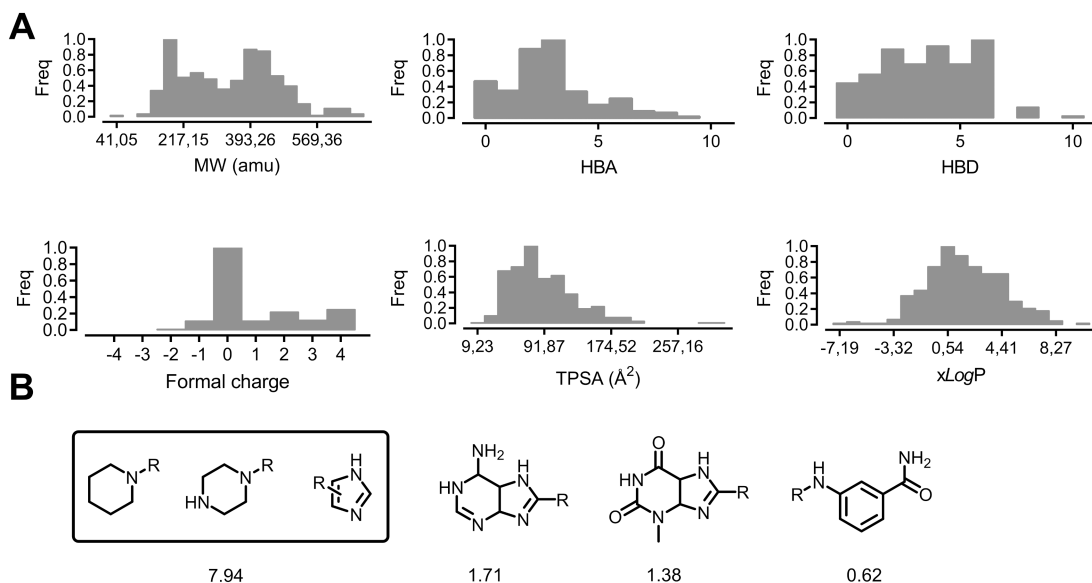 A
Freq
1.0
0.8
0.6
0.4
0.2
0.0
41,05 217,15 393,26 569,36
MW (amu)
Freq
1.0
0.8
0.6
0.4
0.2
0.0
0 5 10
HBA
Freq
1.0
0.8
0.6
0.4
0.2
0.0
0 5 10
HBD
Freq
1.0
0.8
0.6
0.4
0.2
0.0
-4 -3 -2 -1 0 1 2 3 4
Formal charge
Freq
1.0
0.8
0.6
0.4
0.2
0.0
9,23 91,87 174,52 257,16
TPSA (Å2)
Freq
1.0
0.8
0.6
0.4
0.2
0.0
-7,19 -3,32 0,54 4,41 8,27
xLogP
B
N R
N R
HN
H
N
R
N
NH2
H
N
HN
R
N N
O
H
N
HN
R
O N N
H
N
R
NH2
O
7.94 1.71 1.38 0.62